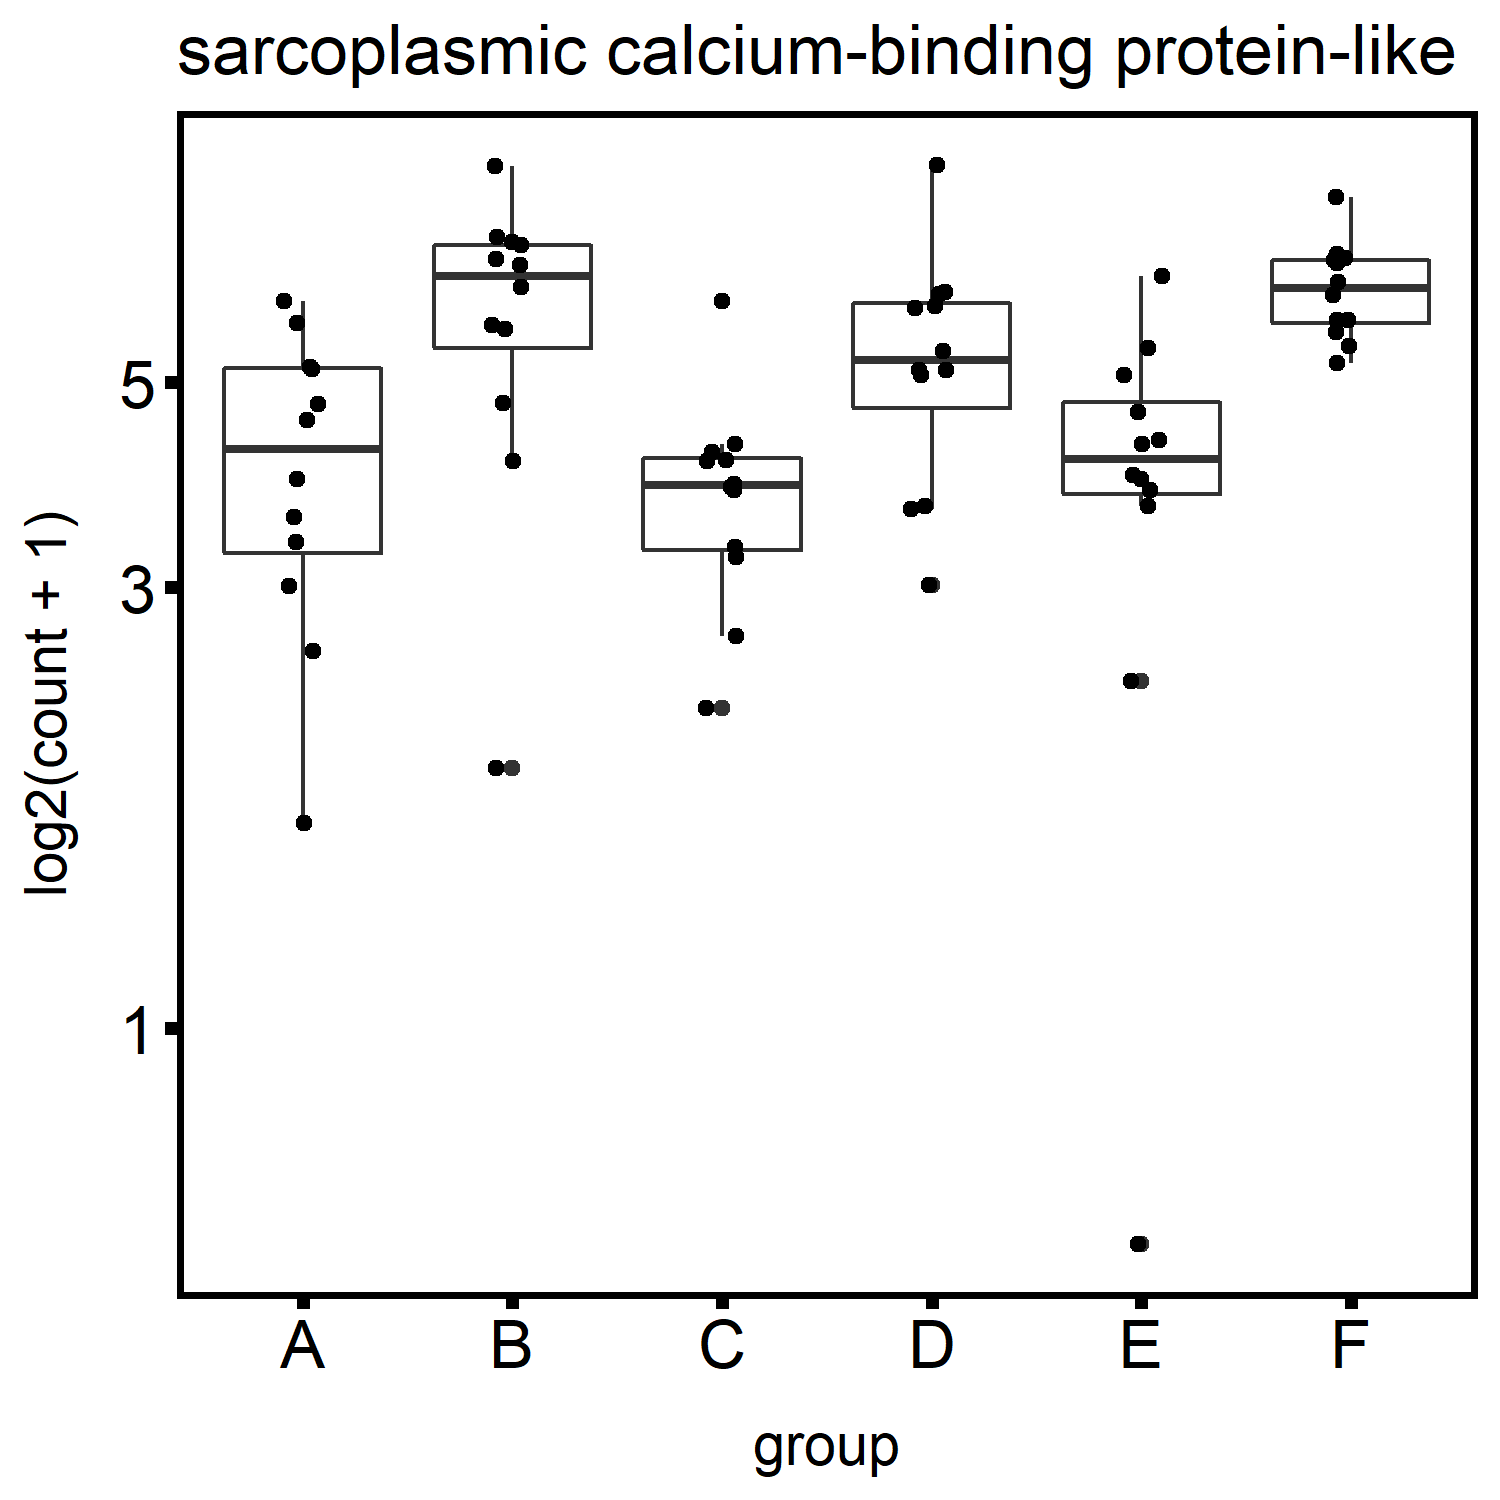 sarcoplasmic calcium-binding protein-like
log2(count + 1)
5
3
1
A B C D E F
group